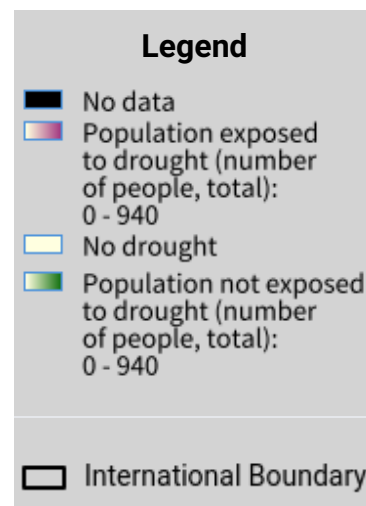 Legend
No data
Population exposed
to drought (number
of people, total):
0 - 940
No drought
Population not exposed
to drought (number
of people, total):
0 - 940
International Boundary